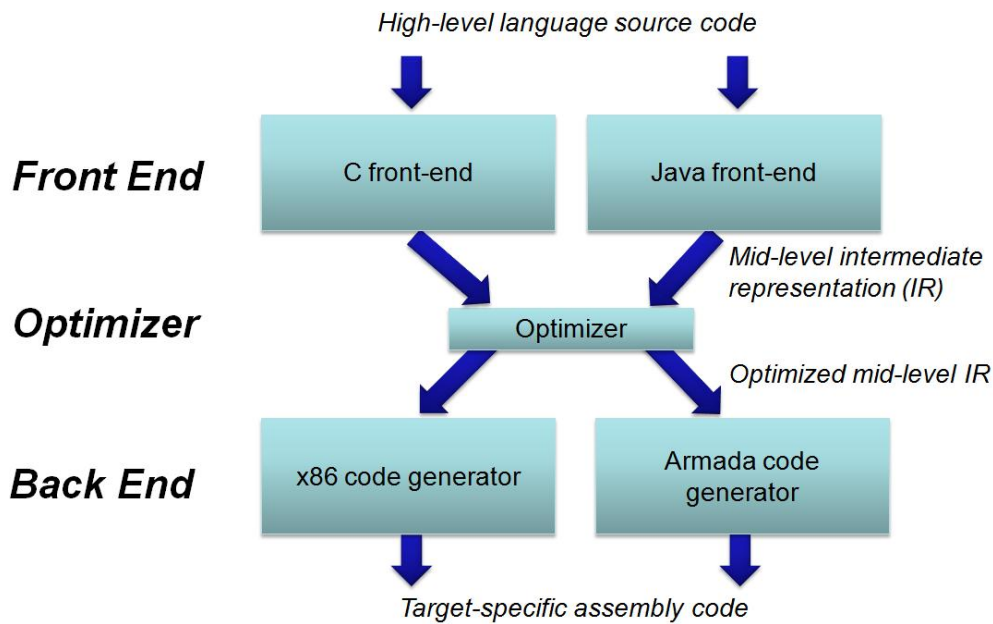 High-level language source code
Front End
C front-end
Java front-end
Mid-level intermediate
representation (IR)
Optimizer
Optimizer
Optimized mid-level IR
Back End
x86 code generator
Armada code
generator
Target-specific assembly code